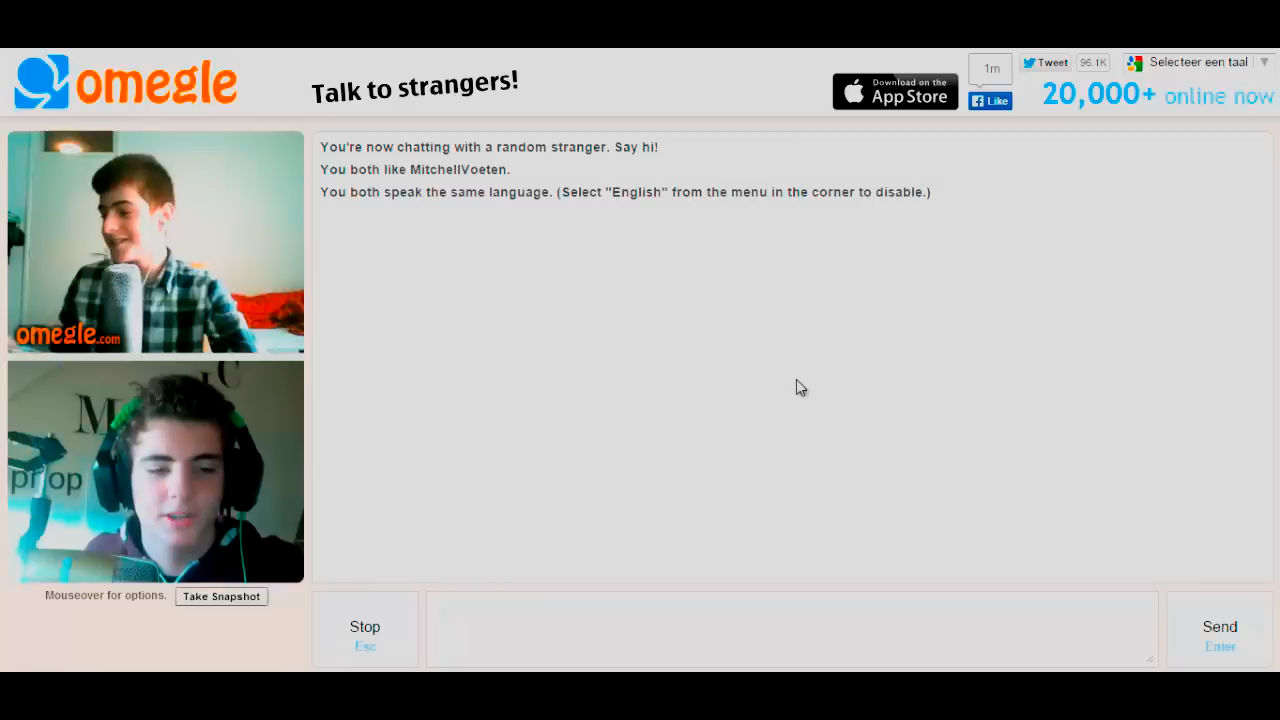 omegle
Talk to strangers!
Download on the
App Store
1m
Like
Tweet
96.1K
Selecteer een taal
20,000+ online now
You're now chatting with a random stranger. Say hi!
You both like MitchellVoeten.
You both speak the same language. (Select "English" from the menu in the corner to disable.)
omegle.com
M
C
Mouseover for options.
Take Snapshot
Stop
Esc
Send
Enter